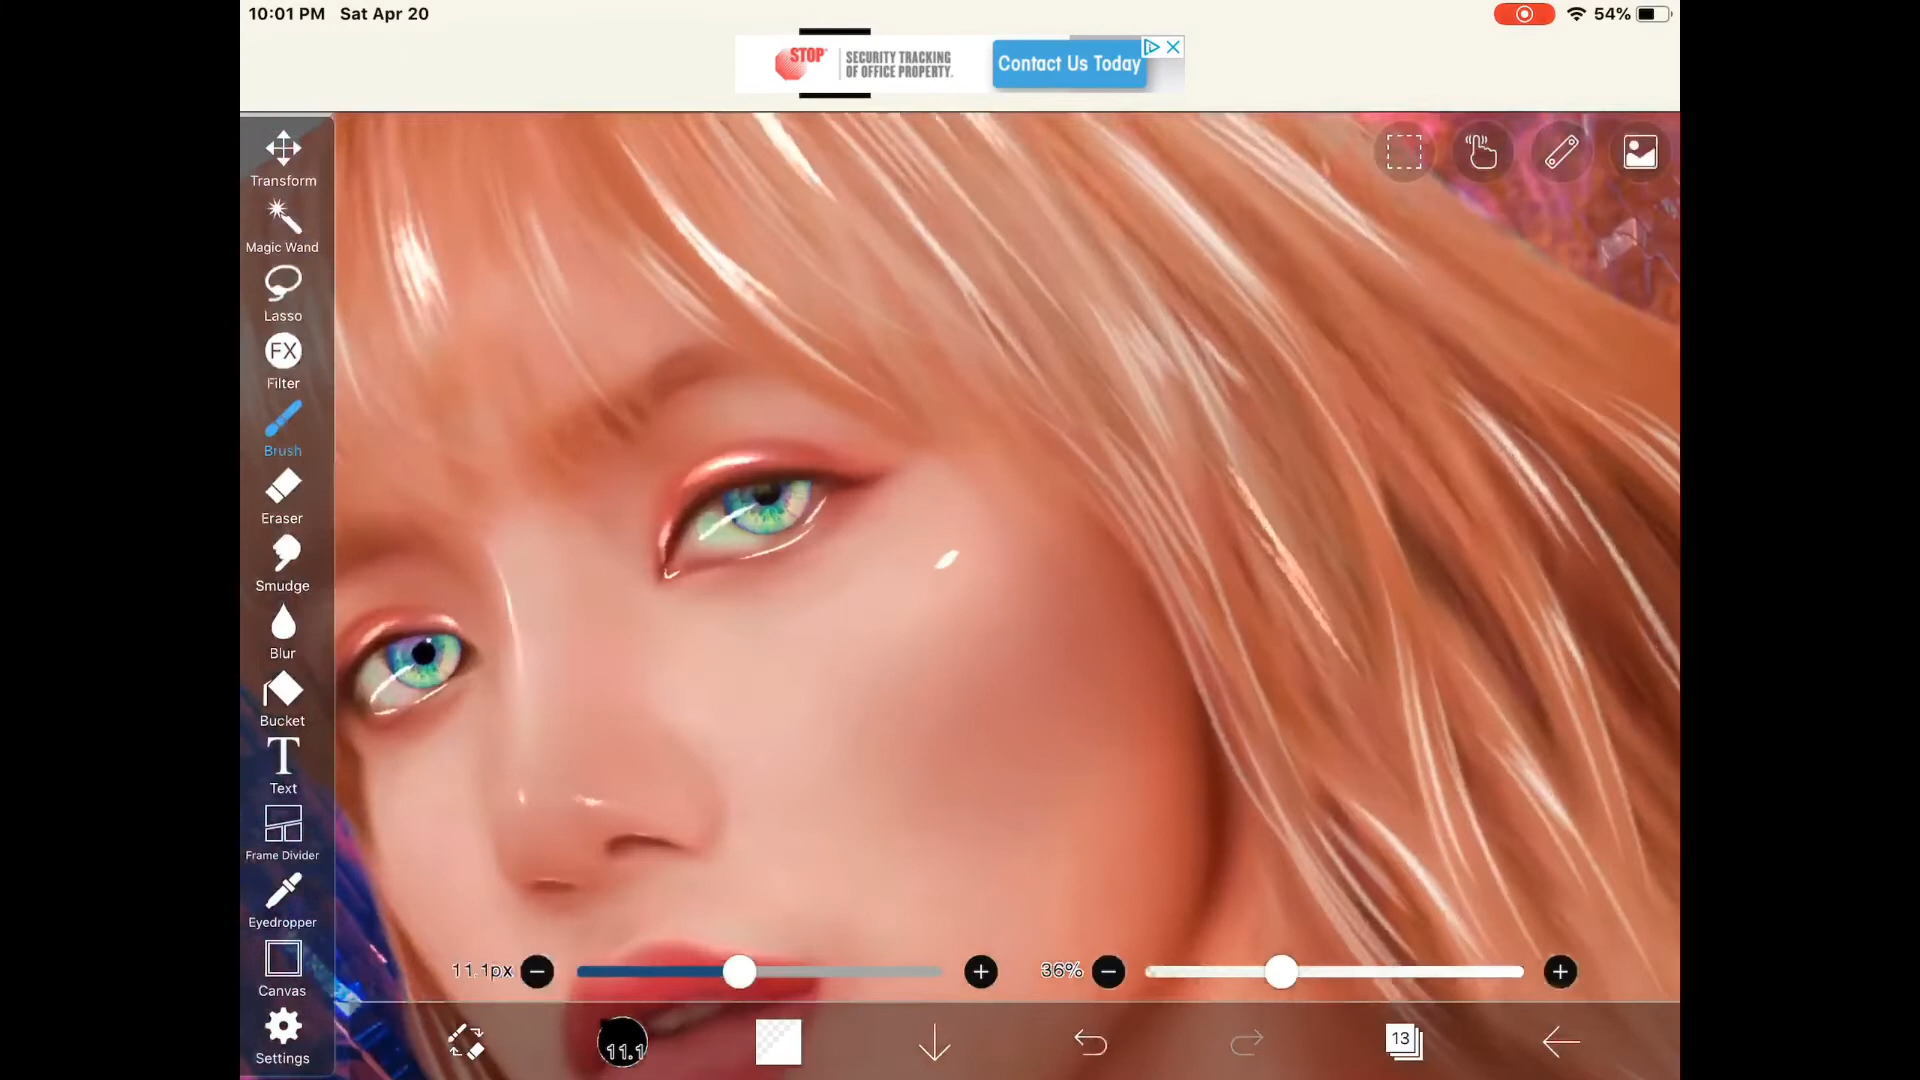 10:01 PM Sat Apr 20
54%
STOP
SECURITY TRACKING
OF OFFICE PROPERTY.
Contact Us Today
Transform
Magic Wand
Lasso
FX
Filter
Brush
Eraser
Smudge
Blur
Bucket
T
Text
Frame Divider
Eyedropper
Canvas
Settings
11.1px
36%
11.1
13